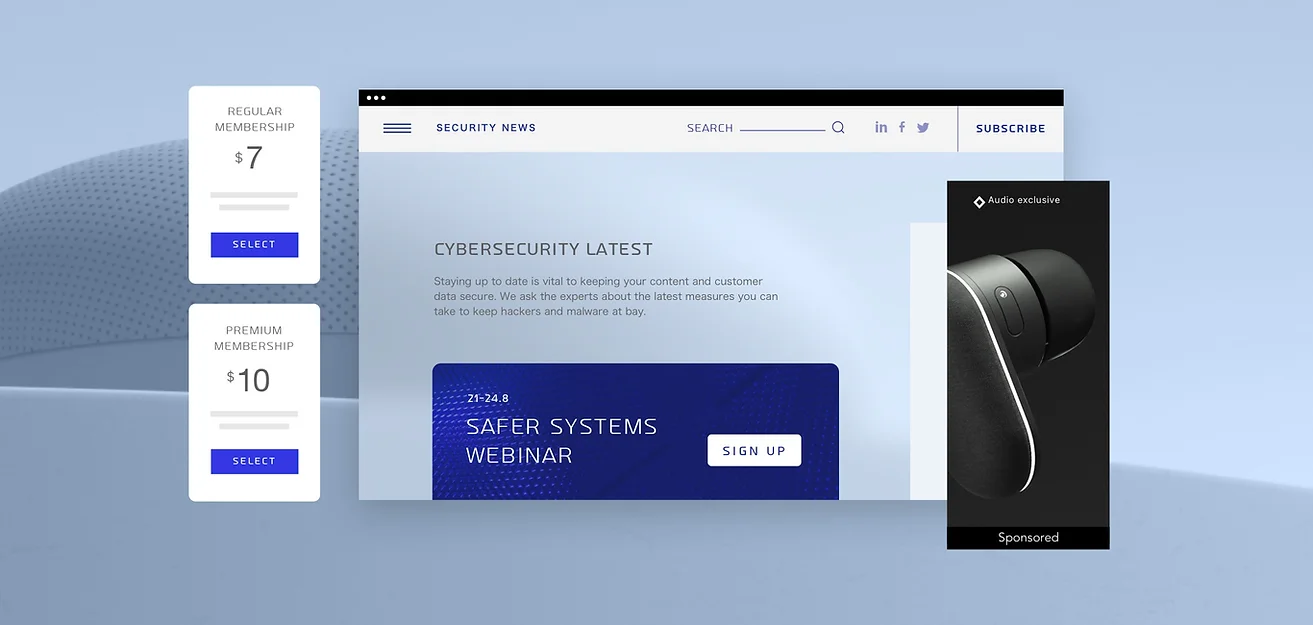 REGULAR
MEMBERSHIP
$7
SELECT
PREMIUM
MEMBERSHIP
$10
SELECT
SECURITY NEWS
SEARCH
in
f
SUBSCRIBE
CYBERSECURITY LATEST
Staying up to date is vital to keeping your content and customer
data secure. We ask the experts about the latest measures you can
take to keep hackers and malware at bay.
21-24.8
SAFER SYSTEMS
WEBINAR
SIGN UP
Audio exclusive
Sponsored